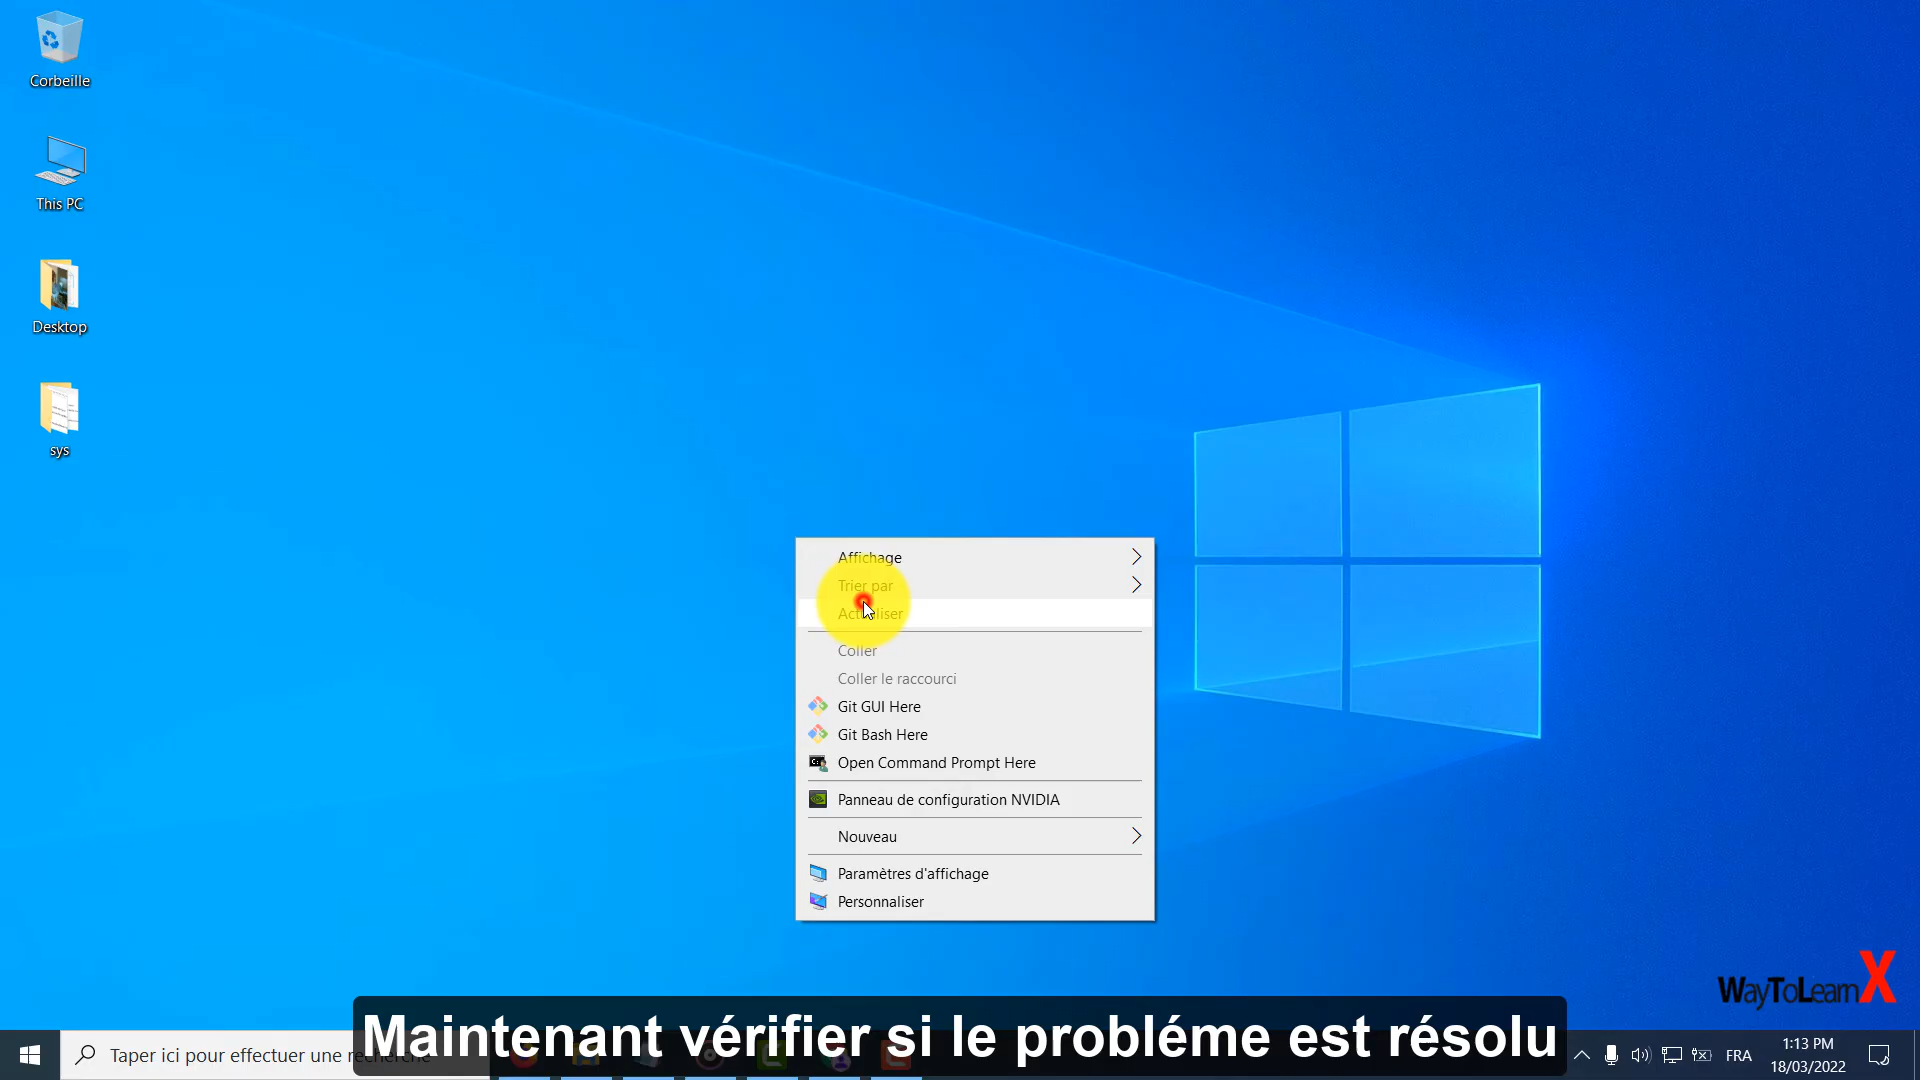 Corbeille
This PC
Desktop
sys
Affichage
Trier par
Actualiser
Coller
Coller le raccourci
Git GUI Here
Git Bash Here
Open Command Prompt Here
Panneau de configuration NVIDIA
Nouveau
Paramètres d'affichage
Personnaliser
WayToLearnX
Maintenant vérifier si le probléme est résolu
Taper ici pour effectuer une recherche
FRA
1:13 PM
18/03/2022